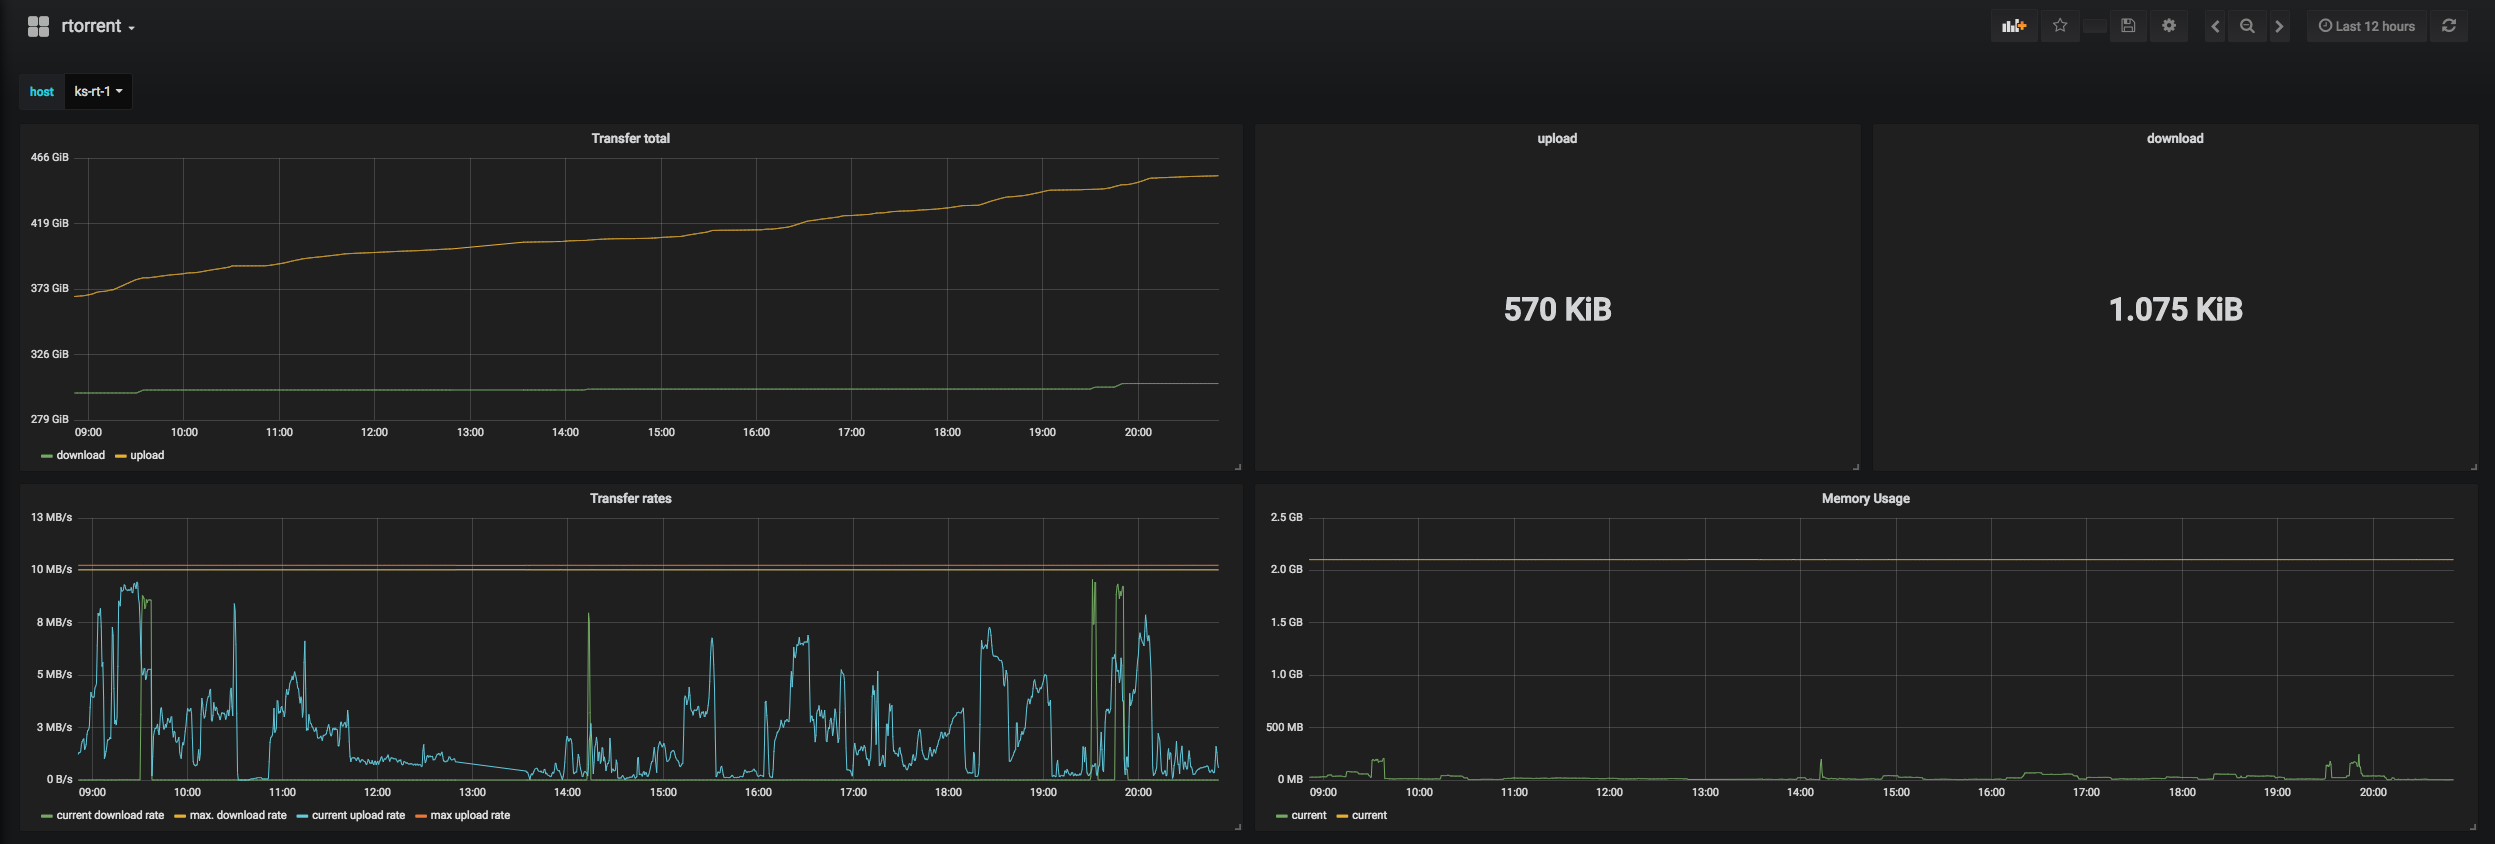 rtorrent
Last 12 hours
host ks-rt-1
Transfer total
466 GiB
419 GiB
373 GiB
326 GiB
279 GiB
09:00 10:00 11:00 12:00 13:00 14:00 15:00 16:00 17:00 18:00 19:00 20:00
download upload
upload
570 KiB
download
1.075 KiB
Transfer rates
13 MB/s
10 MB/s
8 MB/s
5 MB/s
3 MB/s
0 B/s
09:00 10:00 11:00 12:00 13:00 14:00 15:00 16:00 17:00 18:00 19:00 20:00
current download rate max. download rate current upload rate max upload rate
Memory Usage
2.5 GB
2.0 GB
1.5 GB
1.0 GB
500 MB
0 MB
09:00 10:00 11:00 12:00 13:00 14:00 15:00 16:00 17:00 18:00 19:00 20:00
current current